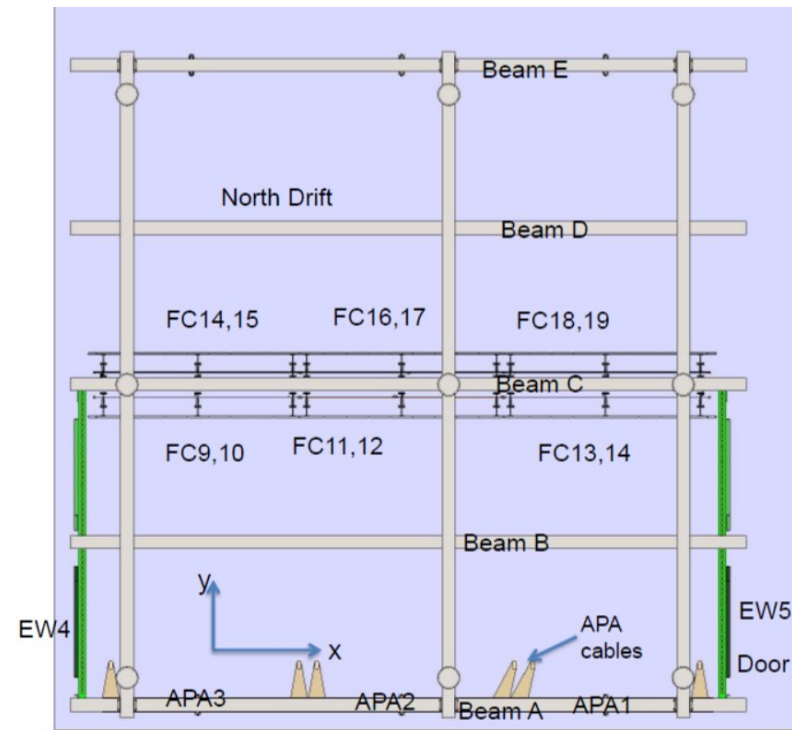 Beam E
North Drift
Beam D
FC14,15
FC16,17
FC18,19
Beam C
FC9,10
FC11,12
FC13,14
Beam B
y
x
APA
cables
EW4
EW5
Door
APA3
APA2
Beam A
APA1